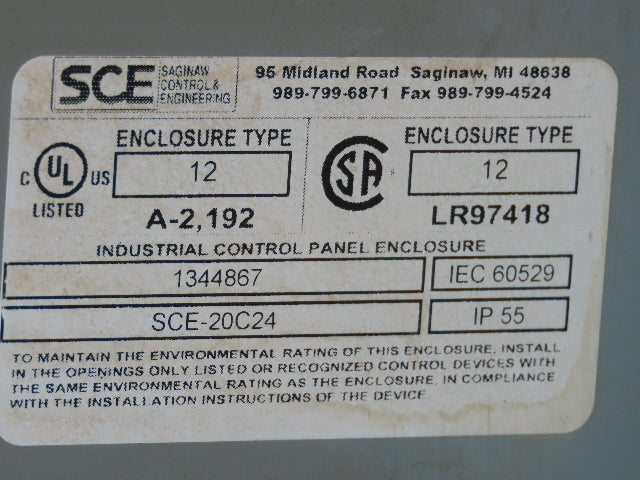 SCE SAGINAW CONTROL & ENGINEERING
95 Midland Road Saginaw, MI 48638
989-799-6871 Fax 989-799-4524
ENCLOSURE TYPE
12
C UL US
LISTED
A-2,192
ENCLOSURE TYPE
12
SA
LR97418
INDUSTRIAL CONTROL PANEL ENCLOSURE
1344867 IEC 60529
SCE-20C24 IP 55
TO MAINTAIN THE ENVIRONMENTAL RATING OF THIS ENCLOSURE, INSTALL
IN THE OPENINGS ONLY LISTED OR RECOGNIZED CONTROL DEVICES WITH
THE SAME ENVIRONMENTAL RATING AS THE ENCLOSURE, IN COMPLIANCE
WITH THE INSTALLATION INSTRUCTIONS OF THE DEVICE